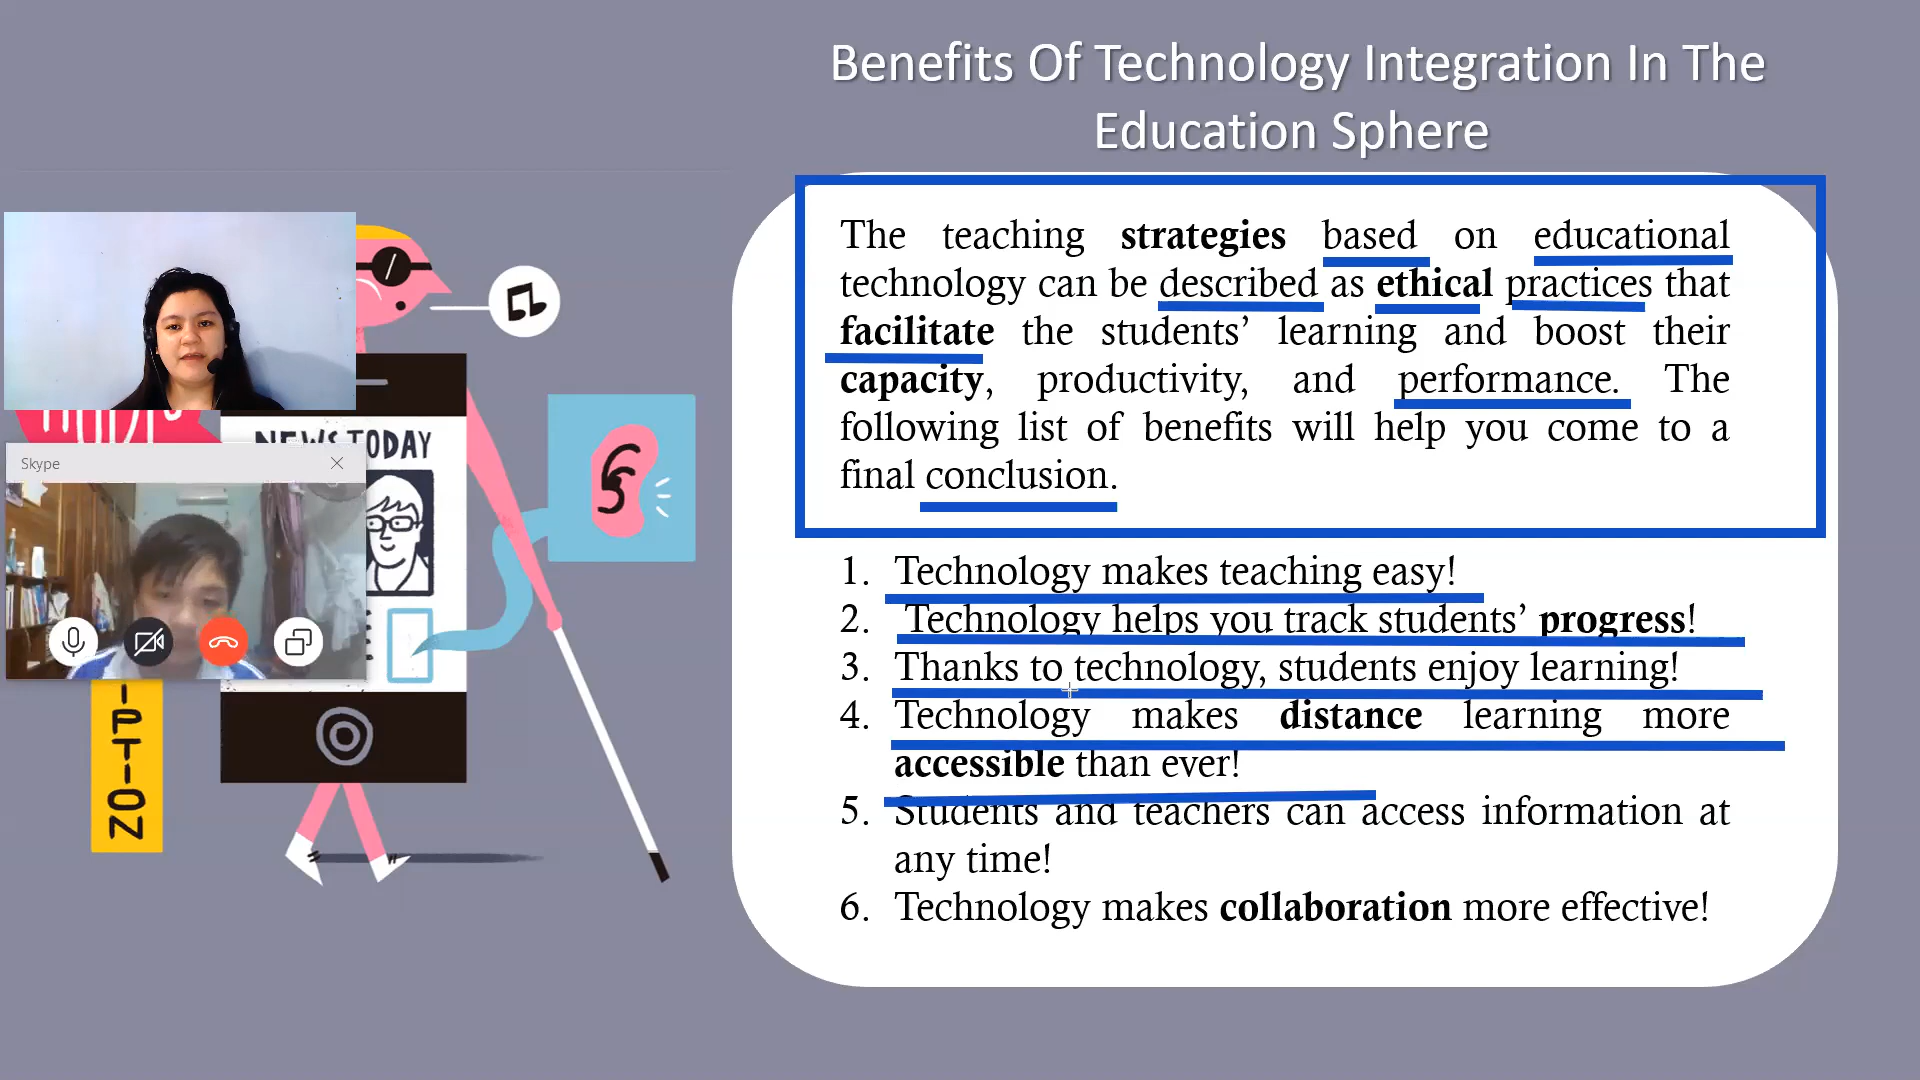 Benefits Of Technology Integration In The
Education Sphere
The teaching strategies based on educational
technology can be described as ethical practices that
facilitate the students’ learning and boost their
capacity, productivity, and performance. The
following list of benefits will help you come to a
final conclusion.
1. Technology makes teaching easy!
2. Technology helps you track students’ progress!
3. Thanks to technology, students enjoy learning!
4. Technology makes distance learning more
accessible than ever!
5. Students and teachers can access information at
any time!
6. Technology makes collaboration more effective!
NEWS TODAY
Skype
IPTION